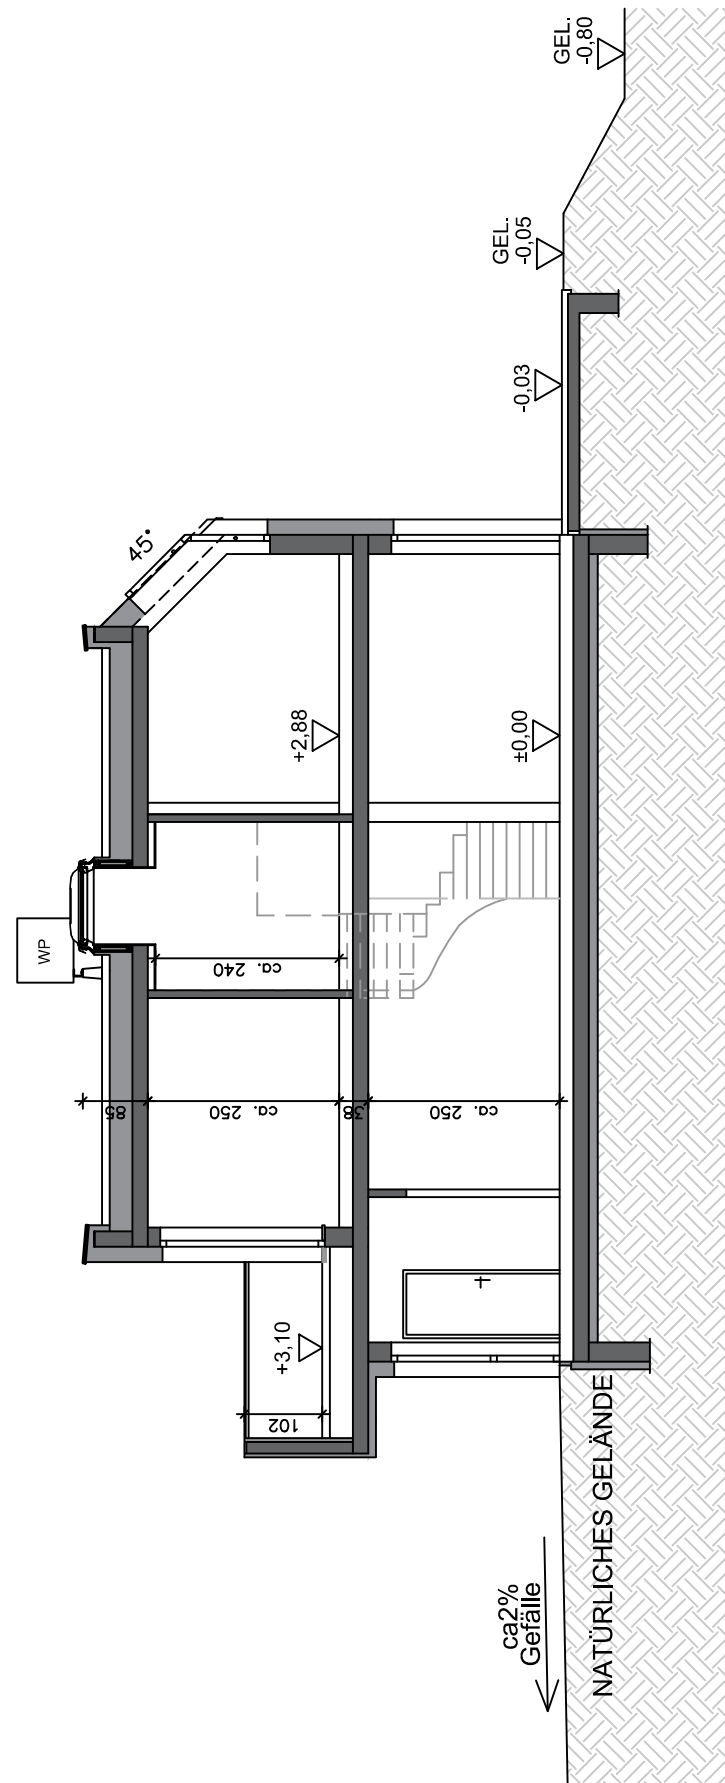 GEL.
-0,80
GEL.
-0,05
-0,03
45°
+2,88
±0,00
WP
ca. 240
85
ca. 250
38
ca. 250
+3,10
102
ca2%
Gefälle
NATÜRLICHES GELÄNDE